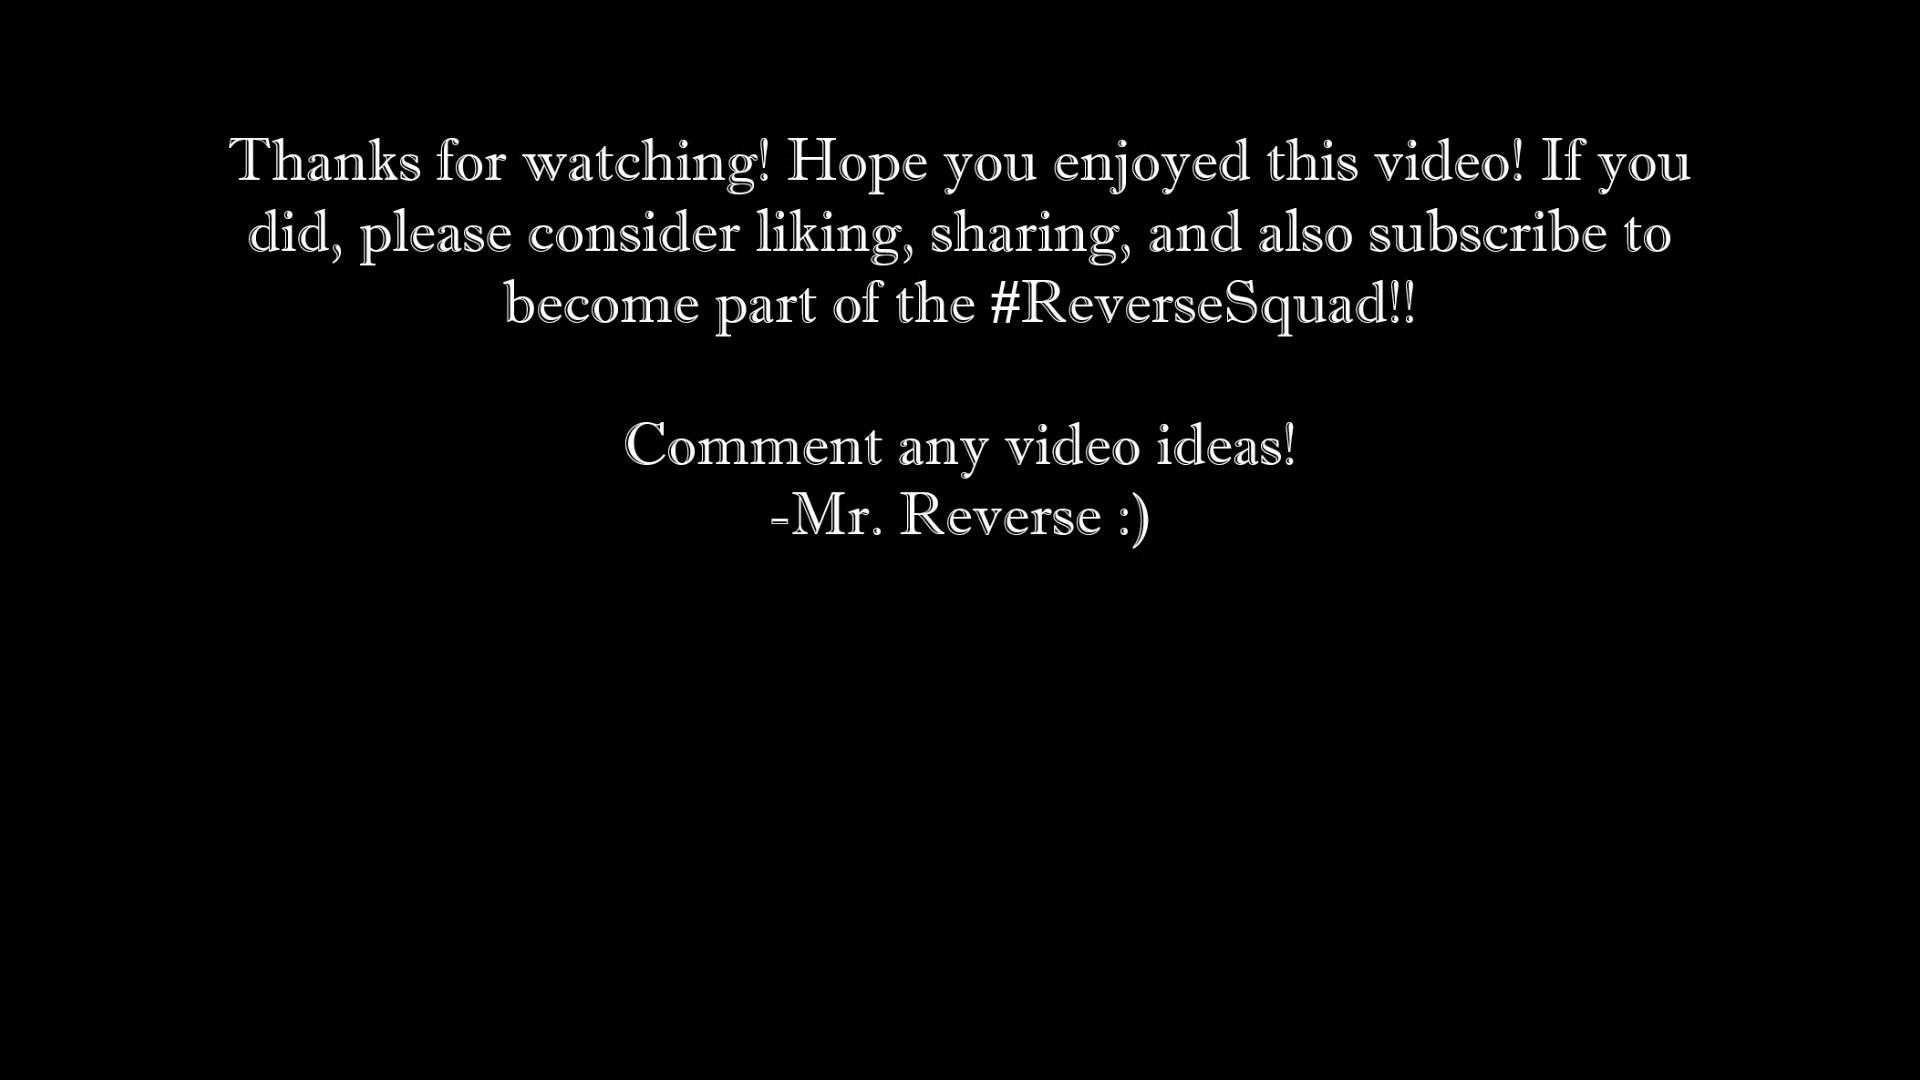 Thanks for watching! Hope you enjoyed this video! If you
did, please consider liking, sharing, and also subscribe to
become part of the #ReverseSquad!!
Comment any video ideas!
-Mr. Reverse :)